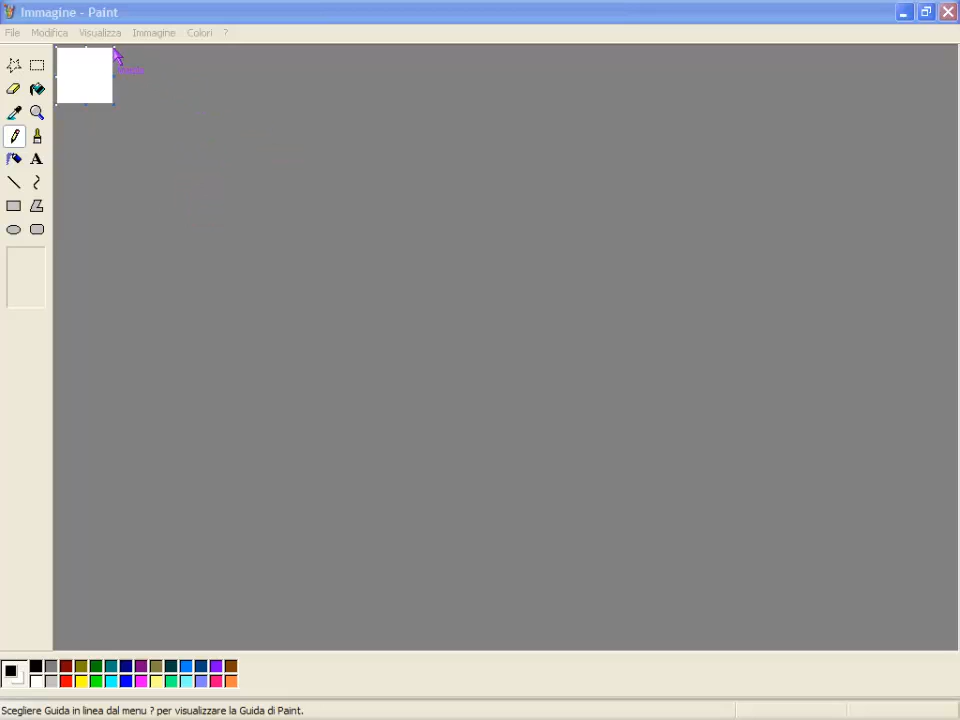 Immagine - Paint
File Modifica Visualizza Immagine Colori ?
A
Scegliere Guida in linea dal menu ? per visualizzare la Guida di Paint.